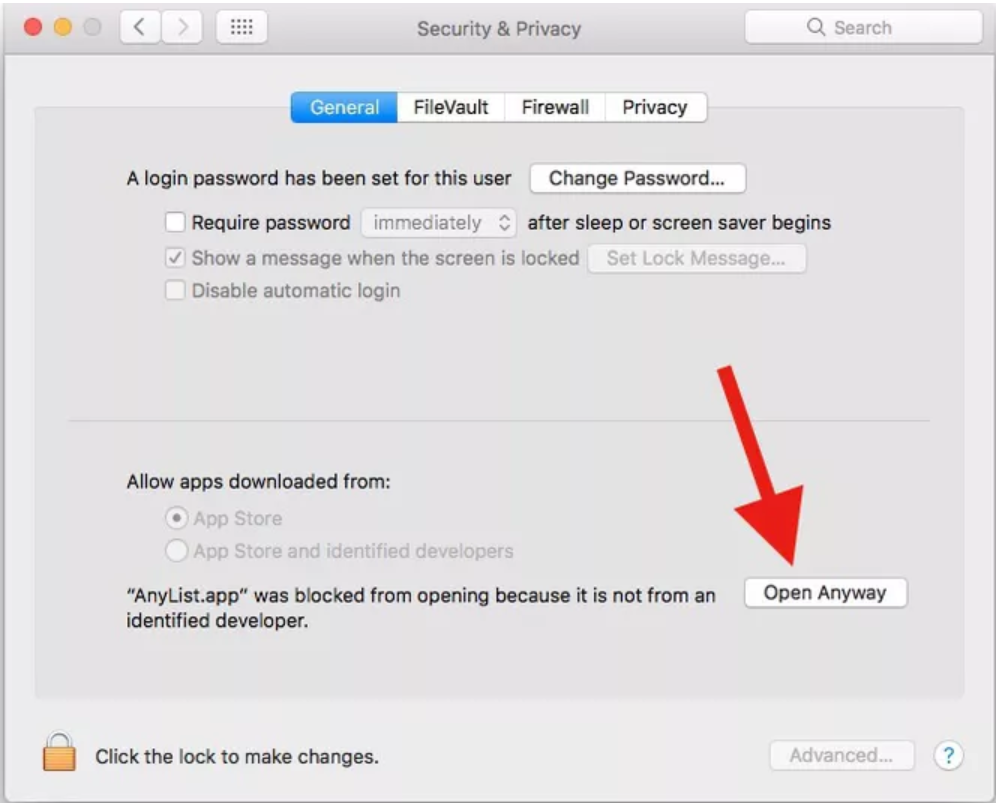 Security & Privacy
Search
General FileVault Firewall Privacy
A login password has been set for this user Change Password...
Require password immediately after sleep or screen saver begins
Show a message when the screen is locked Set Lock Message...
Disable automatic login
Allow apps downloaded from:
App Store
App Store and identified developers
“AnyList.app” was blocked from opening because it is not from an Open Anyway
identified developer.
Click the lock to make changes. Advanced... ?